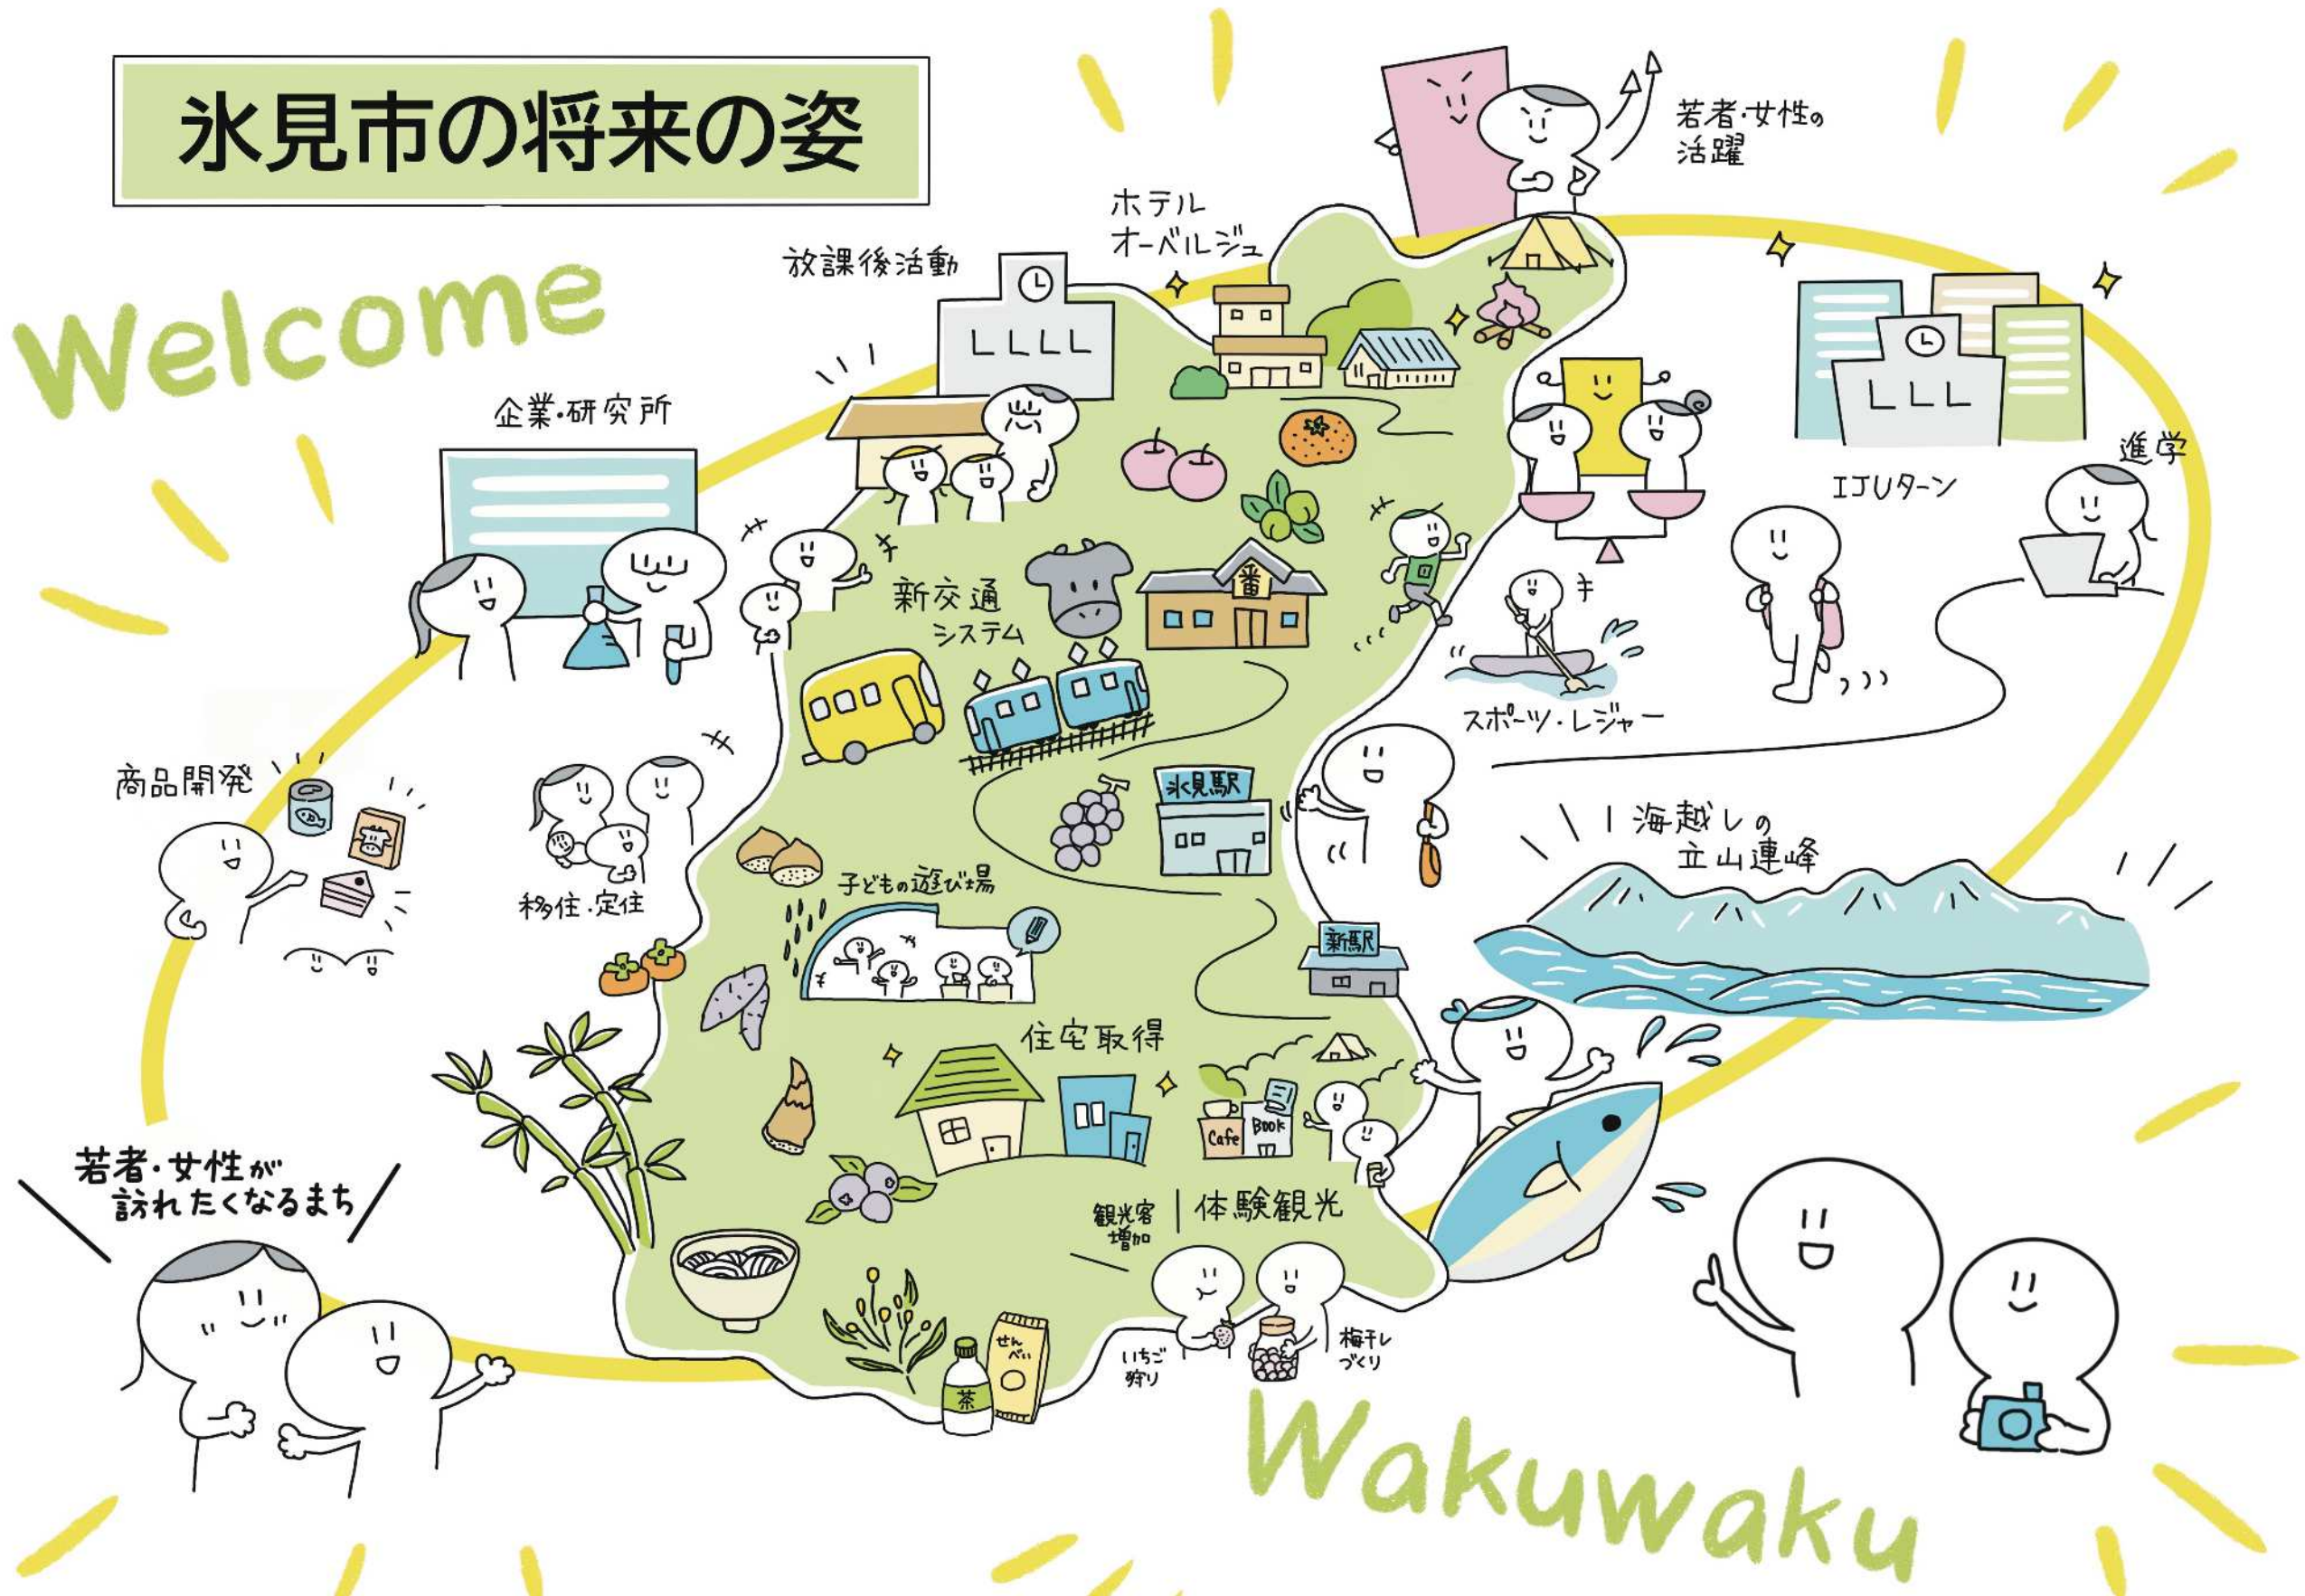 氷見市の将来の姿
Welcome
若者・女性の
活躍
ホテル
オーベルジュ
放課後活動
企業・研究所
IJUターン
進学
新交通
システム
番
スポーツ・レジャー
商品開発
氷見駅
海越しの
立山連峰
移住・定住
子どもの遊び場
新駅
住宅取得
Cafe
BOOK
若者・女性が
訪れたくなるまち
観光客
増加
体験観光
いちご
狩り
梅干し
づくり
せん
べい
茶
Wakuwaku